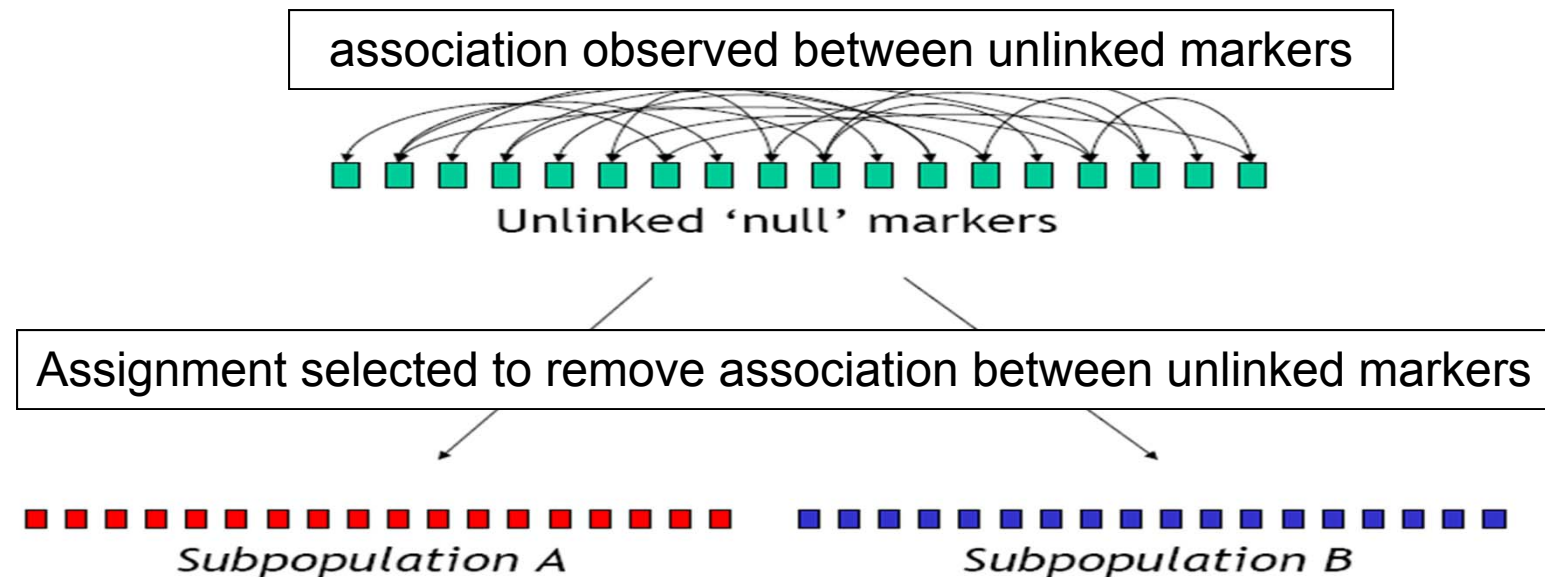 association observed between unlinked markers
Unlinked ‘null’ markers
Assignment selected to remove association between unlinked markers
Subpopulation A
Subpopulation B